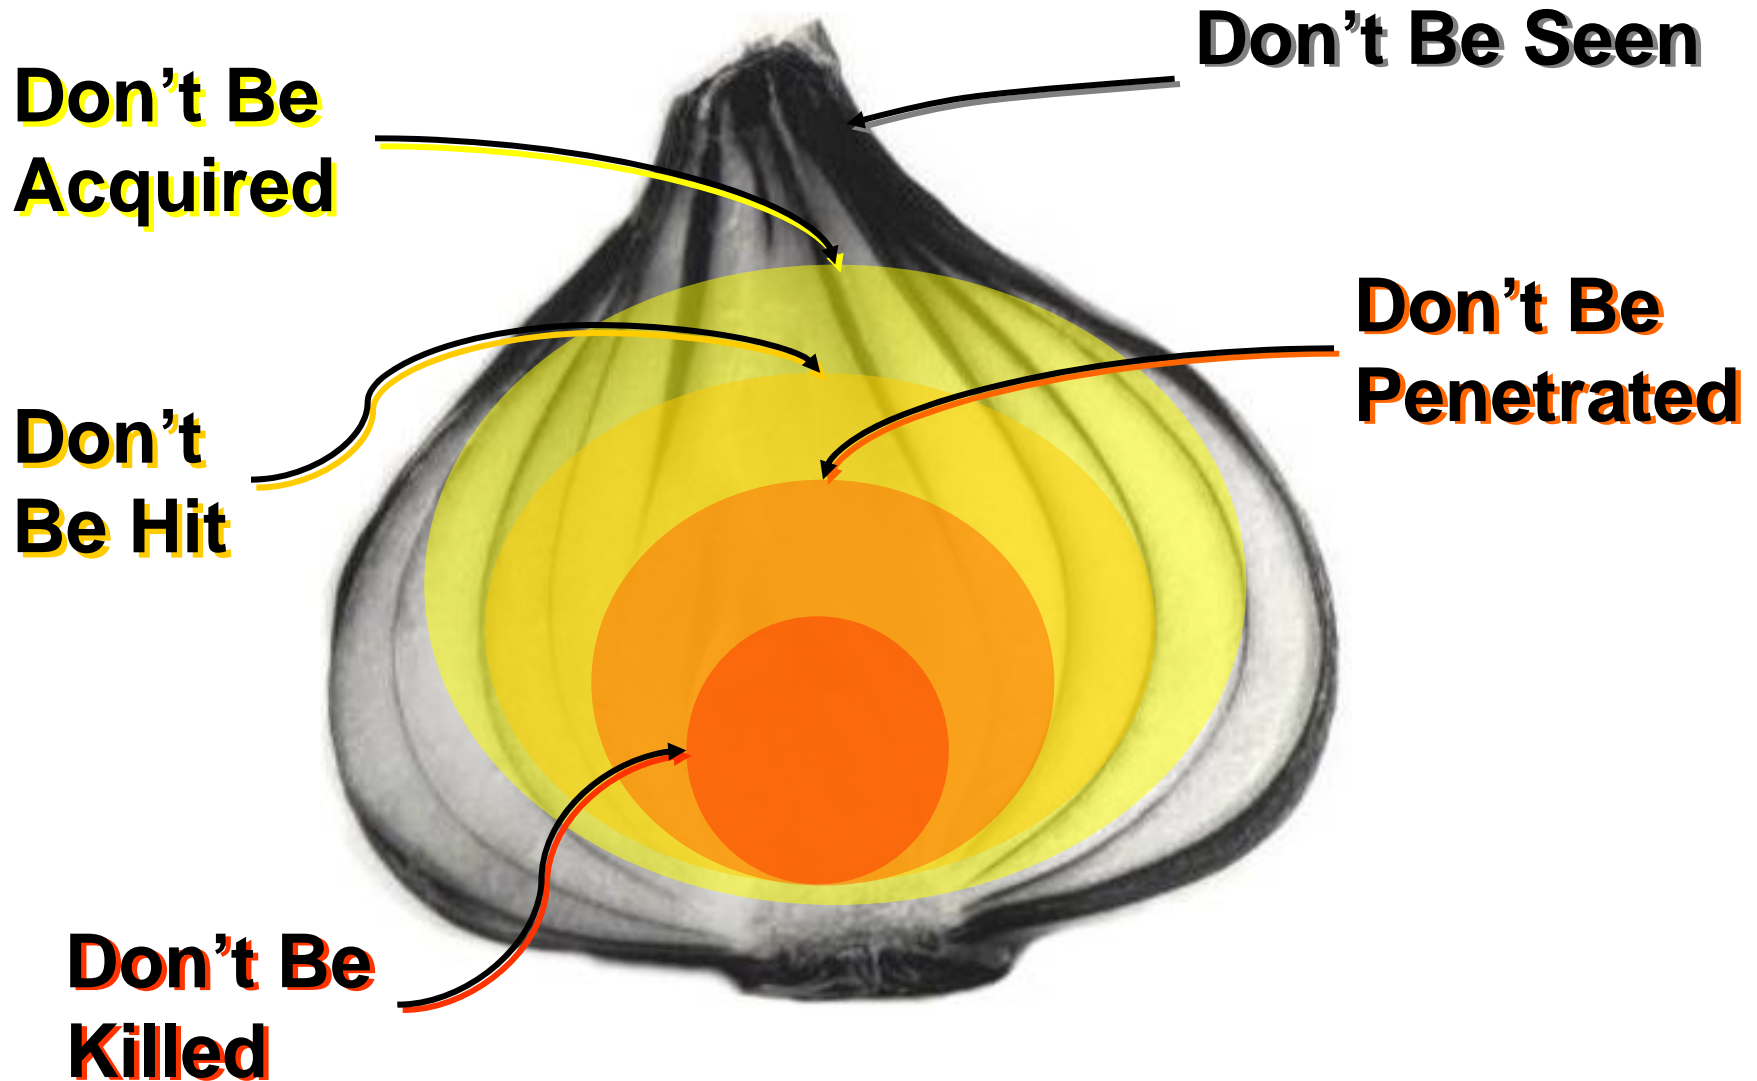 Don’t Be Seen
Don’t Be
Acquired
Don’t Be
Penetrated
Don’t
Be Hit
Don’t Be
Killed